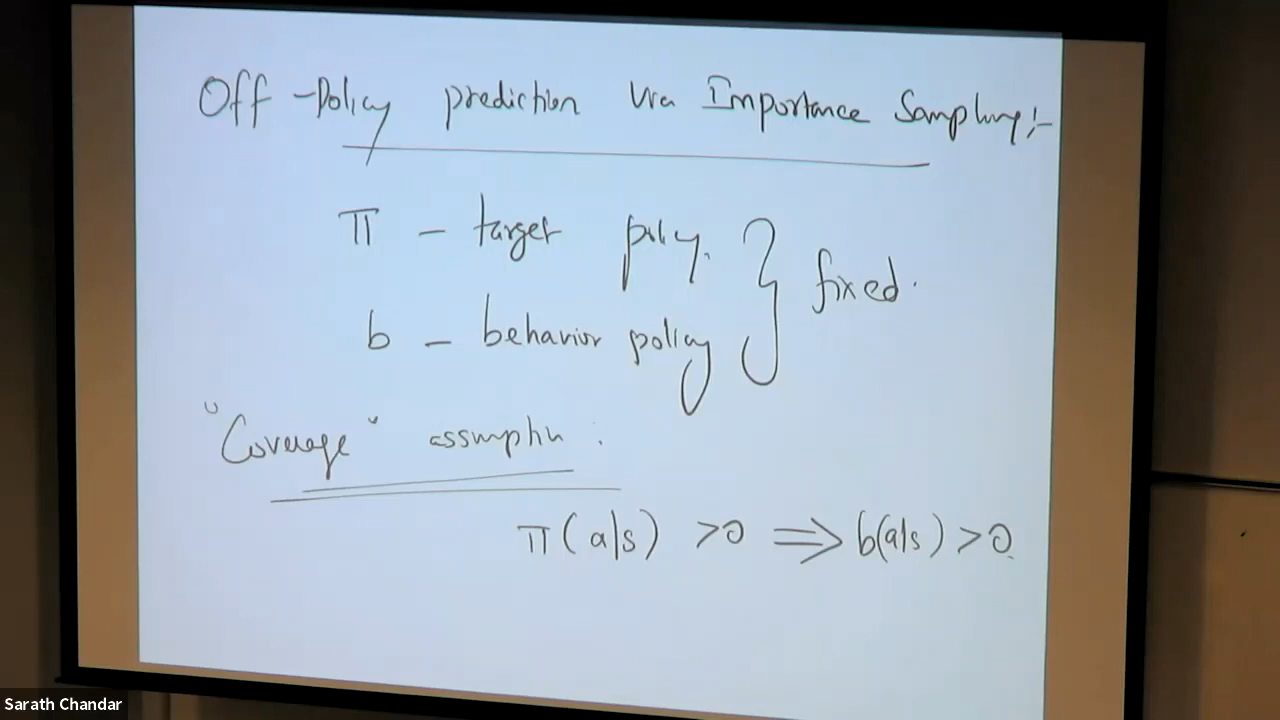 Off-Policy prediction via Importance Sampling:-
π - target policy.
b - behavior policy
} fixed.
"Coverage" assumption :
π(a|s) >0 ⟹ b(a|s) >0.
Sarath Chandar